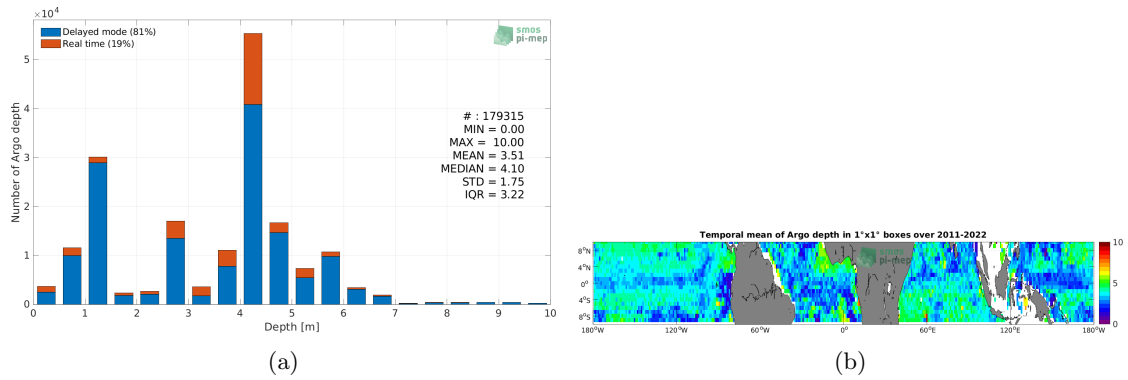 ×10⁴
Delayed mode (81%)
Real time (19%)
smos
pi-mep
Number of Argo depth
5
4
3
2
1
0
# : 179315
MIN = 0.00
MAX = 10.00
MEAN = 3.51
MEDIAN = 4.10
STD = 1.75
IQR = 3.22
0 1 2 3 4 5 6 7 8 9 10
Depth [m]
(a)
Temporal mean of Argo depth in 1°x1° boxes over 2011-2022
smos
pi-mep
8°N
4°N
0°
4°S
8°S
180°W 120°W 60°W 0° 60°E 120°E 180°W
10
5
0
(b)